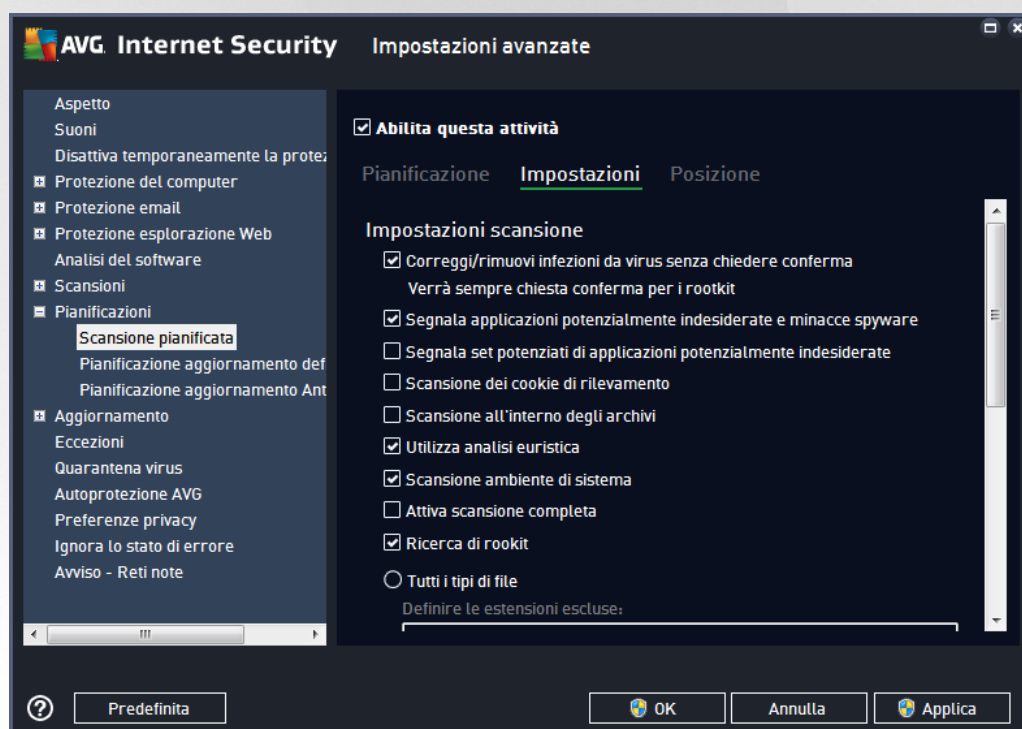 AVG. Internet Security Impostazioni avanzate
Aspetto
Suoni
Disattiva temporaneamente la
Protezione del computer
Protezione email
Protezione esplorazione Web
Analisi del software
Scansioni
Pianificazioni
Scansione pianificata
Pianificazione aggiornamento def
Pianificazione aggiornamento Ant
Aggiornamento
Eccezioni
Quarantena virus
Autoprotezione AVG
Preferenze privacy
Ignora lo stato di errore
Avviso - Reti note
Abilita questa attività
Pianificazione Impostazioni Posizione
Impostazioni scansione
Correggi/rimuovi infezioni da virus senza chiedere conferma
Verrà sempre chiesta conferma per i rootkit
Segnala applicazioni potenzialmente indesiderate e minacce spyware
Segnala set potenziati di applicazioni potenzialmente indesiderate
Scansione dei cookie di rilevamento
Scansione all'interno degli archivi
Utilizza analisi euristica
Scansione ambiente di sistema
Attiva scansione completa
Ricerca di rookit
Tutti i tipi di file
Definire le estensioni escluse:
? Predefinita OK Annulla Applica